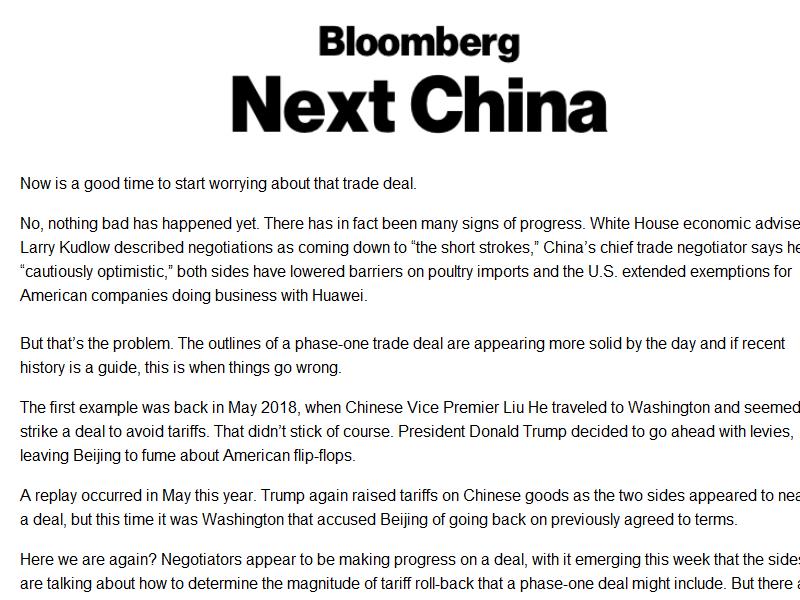 Bloomberg
Next China
Now is a good time to start worrying about that trade deal.
No, nothing bad has happened yet. There has in fact been many signs of progress. White House economic advise
Larry Kudlow described negotiations as coming down to “the short strokes,” China’s chief trade negotiator says he
“cautiously optimistic,” both sides have lowered barriers on poultry imports and the U.S. extended exemptions for
American companies doing business with Huawei.
But that’s the problem. The outlines of a phase-one trade deal are appearing more solid by the day and if recent
history is a guide, this is when things go wrong.
The first example was back in May 2018, when Chinese Vice Premier Liu He traveled to Washington and seemed
strike a deal to avoid tariffs. That didn’t stick of course. President Donald Trump decided to go ahead with levies,
leaving Beijing to fume about American flip-flops.
A replay occurred in May this year. Trump again raised tariffs on Chinese goods as the two sides appeared to nea
a deal, but this time it was Washington that accused Beijing of going back on previously agreed to terms.
Here we are again? Negotiators appear to be making progress on a deal, with it emerging this week that the sides
are talking about how to determine the magnitude of tariff roll-back that a phase-one deal might include. But there a